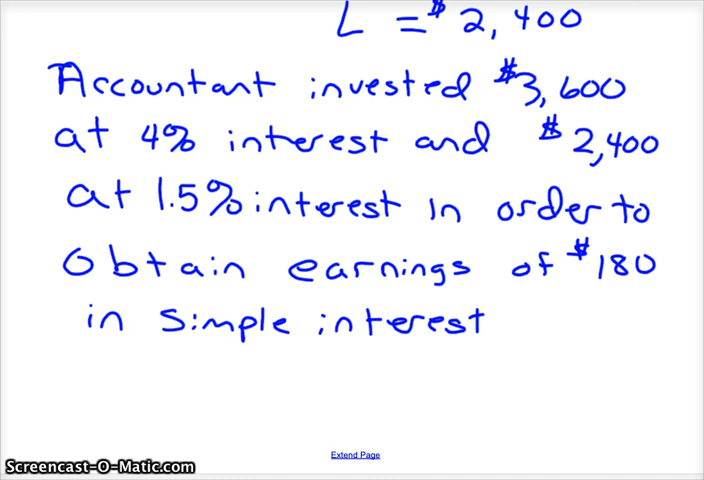 L = $2,400
Accountant invested $3,600
at 4% interest and $2,400
at 1.5% interest in order to
obtain earnings of $180
in simple interest
Extend Page
Screencast-O-Matic.com